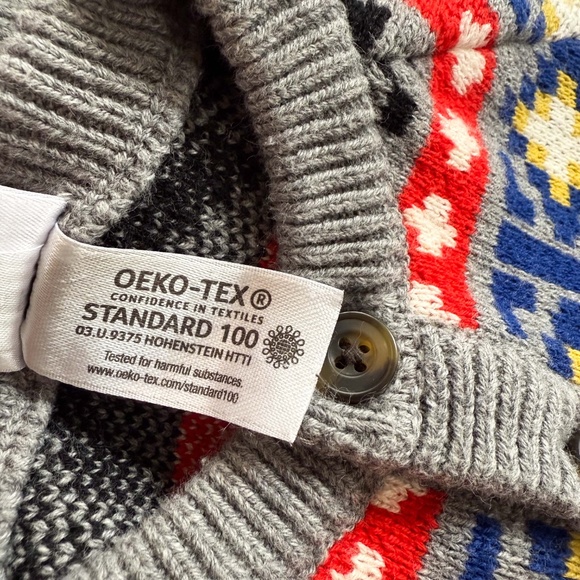 OEKO-TEX®
CONFIDENCE IN TEXTILES
STANDARD 100
03.U.9375 HOHENSTEIN HTTI
Tested for harmful substances.
www.oeko-tex.com/standard100